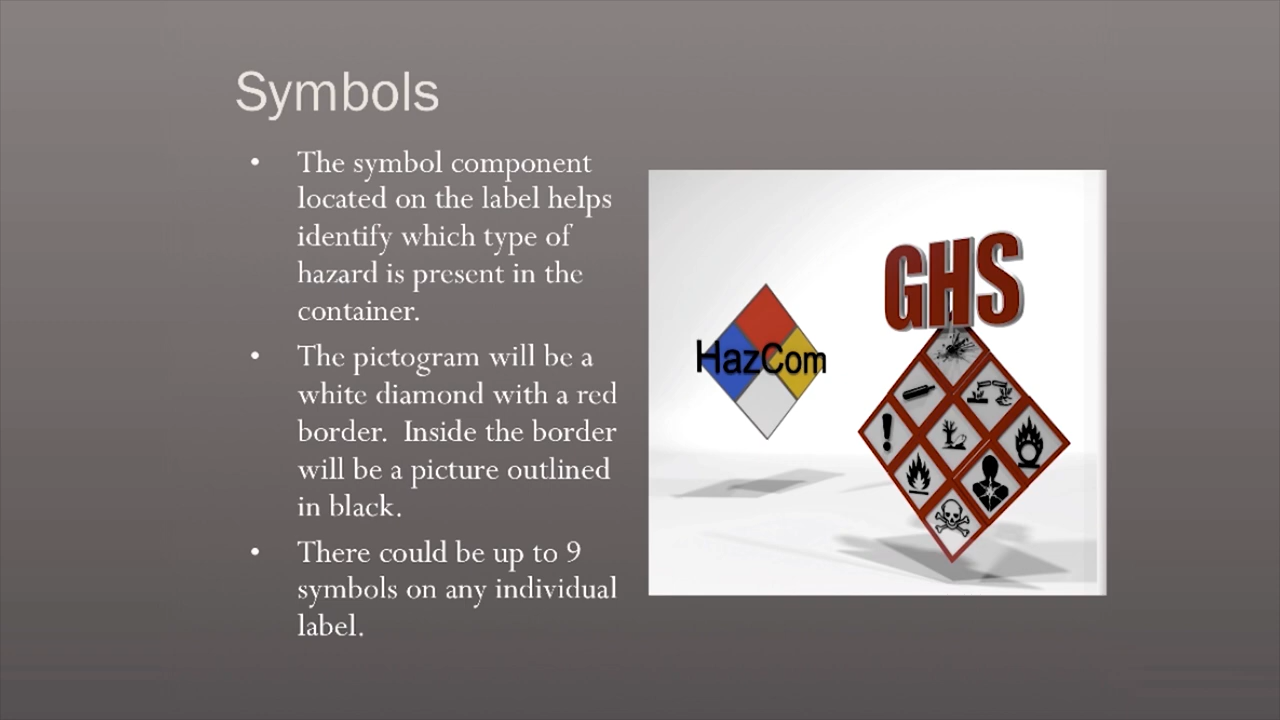 Symbols
• The symbol component
located on the label helps
identify which type of
hazard is present in the
container.
• The pictogram will be a
white diamond with a red
border.  Inside the border
will be a picture outlined
in black.
• There could be up to 9
symbols on any individual
label.
HazCom
GHS